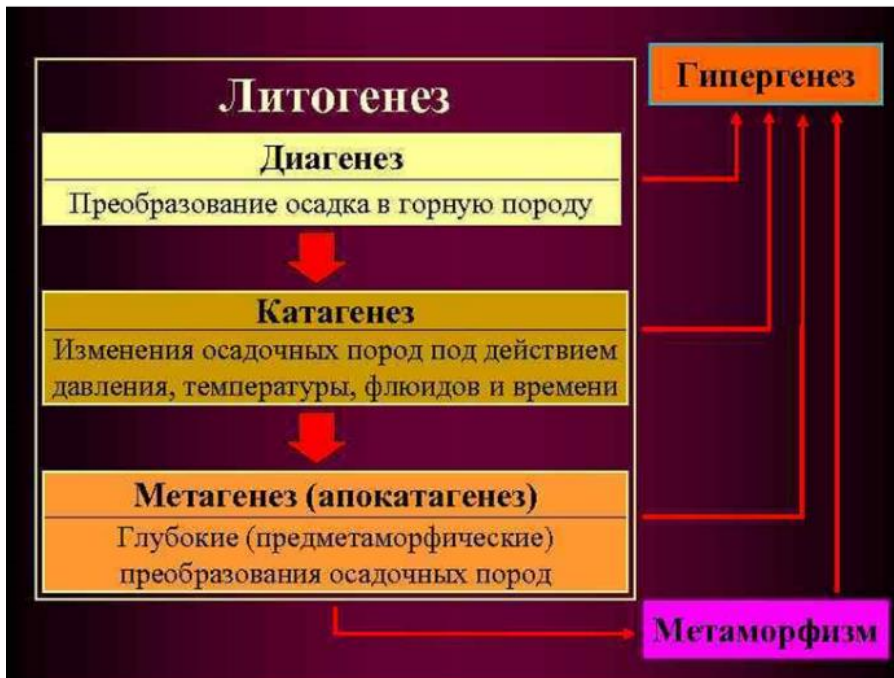 Литогенез
Диагенез
Преобразование осадка в горную породу
Катагенез
Изменения осадочных пород под действием
давления, температуры, флюидов и времени
Метагенез (апокатагенез)
Глубокие (предметаморфические)
преобразования осадочных пород
Гипергенез
Метаморфизм